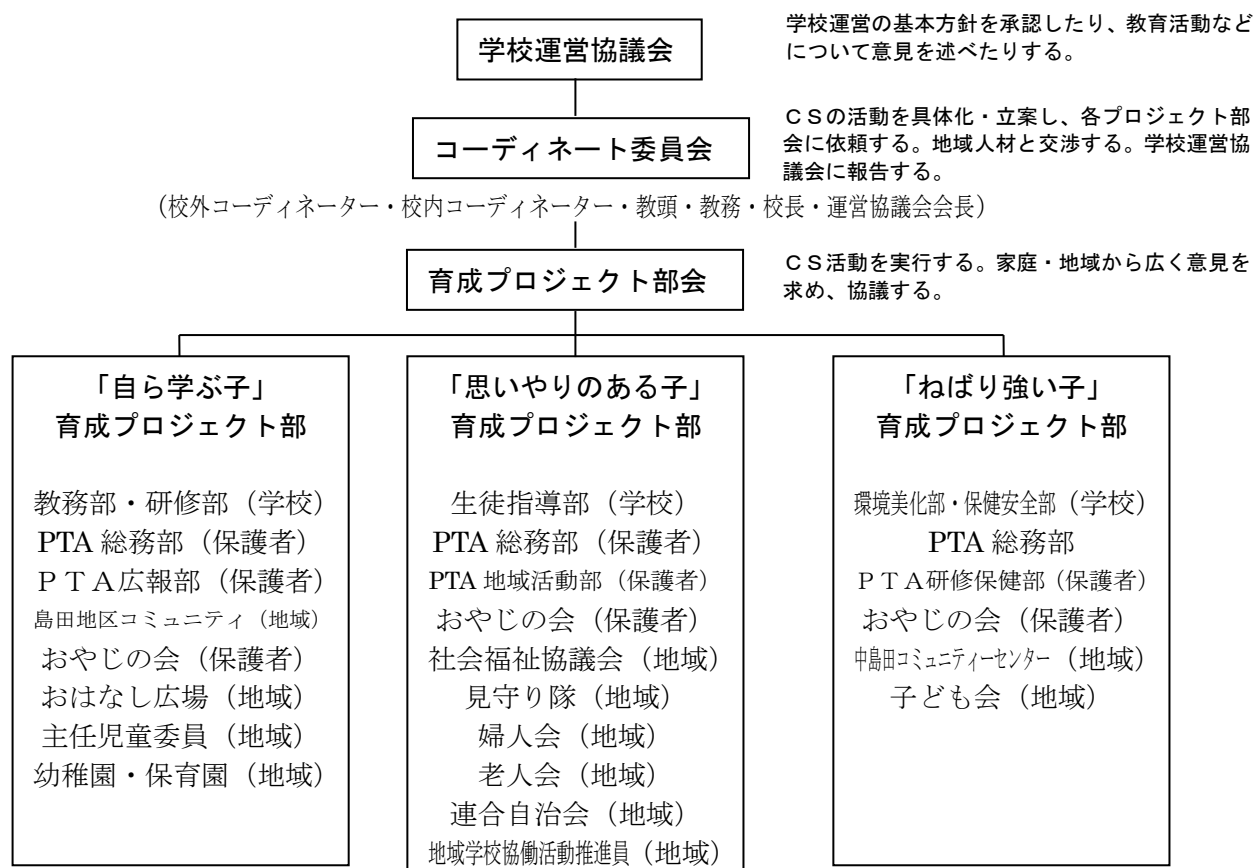 学校運営協議会
学校運営の基本方針を承認したり、教育活動など
について意見を述べたりする。
コーディネート委員会
ＣＳの活動を具体化・立案し、各プロジェクト部
会に依頼する。地域人材と交渉する。学校運営協
議会に報告する。
（校外コーディネーター・校内コーディネーター・教頭・教務・校長・運営協議会会長）
育成プロジェクト部会
ＣＳ活動を実行する。家庭・地域から広く意見を
求め、協議する。
「自ら学ぶ子」
育成プロジェクト部
教務部・研修部（学校）
PTA 総務部（保護者）
ＰＴＡ広報部（保護者）
島田地区コミュニティ（地域）
おやじの会（保護者）
おはなし広場（地域）
主任児童委員（地域）
幼稚園・保育園（地域）
「思いやりのある子」
育成プロジェクト部
生徒指導部（学校）
PTA 総務部（保護者）
PTA 地域活動部（保護者）
おやじの会（保護者）
社会福祉協議会（地域）
見守り隊（地域）
婦人会（地域）
老人会（地域）
連合自治会（地域）
地域学校協働活動推進員（地域）
「ねばり強い子」
育成プロジェクト部
環境美化部・保健安全部（学校）
PTA 総務部
ＰＴＡ研修保健部（保護者）
おやじの会（保護者）
中島田コミュニティーセンター（地域）
子ども会（地域）